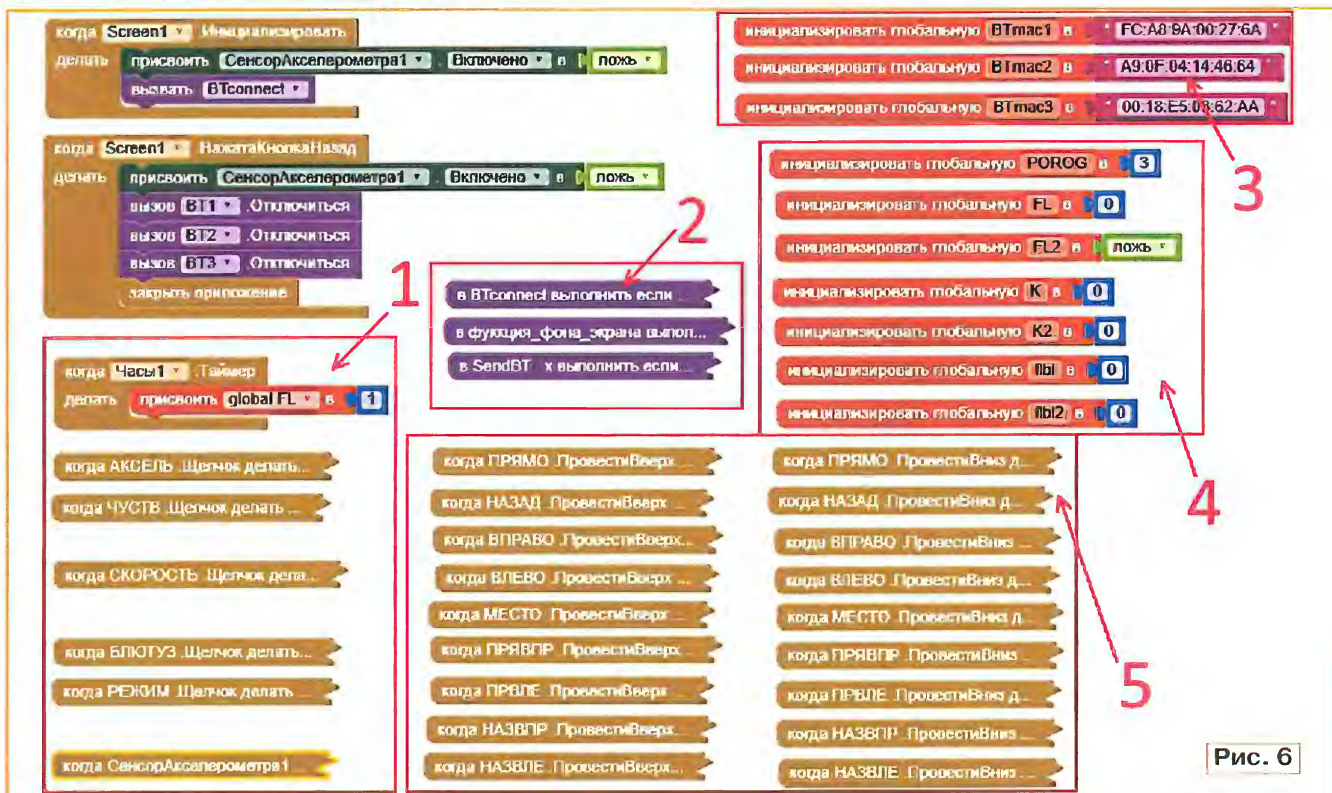 когда Screen1 Инициализировать
делать присвоить СенсорАкселерометра1 . Включено в ложь
вызвать BTconnect
инициализировать глобальную BTmac1 в " FC:A8:9A:00:27:6A "
инициализировать глобальную BTmac2 в " A9:0F:04:14:46:64 "
инициализировать глобальную BTmac3 в " "
3
когда Screen1 НажатаКнопкаНазад
делать присвоить СенсорАкселерометра1 . Включено в ложь
вызов BT1 .Отключиться
вызов BT2 .Отключиться
вызов BT3 .Отключиться
закрыть приложение
2
в BTconnect выполнить если ...
в функция_фона_экрана выпол...
в SendBT x выполнить если...
инициализировать глобальную POROG в 3
инициализировать глобальную FL в 0
инициализировать глобальную FL2 в ложь
инициализировать глобальную K в 0
инициализировать глобальную K2 в 0
инициализировать глобальную flbl в 0
инициализировать глобальную flbl2 в 0
4
1
когда Часы1 .Таймер
делать присвоить global FL в 1
когда АКСЕЛЬ .Щелчок делать...
когда ЧУСТВ .Щелчок делать ...
когда СКОРОСТЬ .Щелчок дела...
когда БЛЮТУЗ .Щелчок делать...
когда РЕЖИМ .Щелчок делать ...
когда СенсорАкселерометра1 ...
когда ПРЯМО .ПровестиВверх ...
когда НАЗАД .ПровестиВверх ...
когда ВПРАВО .ПровестиВверх...
когда ВЛЕВО .ПровестиВверх ...
когда МЕСТО .ПровестиВверх ...
когда ПРЯВПР .ПровестиВверх ...
когда ПРВЛЕ .ПровестиВверх ...
когда НАЗВПР .ПровестиВверх ...
когда НАЗВЛЕ .ПровестиВверх...
когда ПРЯМО .ПровестиВниз д...
когда НАЗАД .ПровестиВниз д...
когда ВПРАВО .ПровестиВниз ...
когда ВЛЕВО .ПровестиВниз д...
когда МЕСТО .ПровестиВниз д...
когда ПРЯВПР .ПровестиВниз ...
когда ПРВЛЕ .ПровестиВниз д...
когда НАЗВПР .ПровестиВниз ...
когда НАЗВЛЕ .ПровестиВниз ...
5
Рис. 6